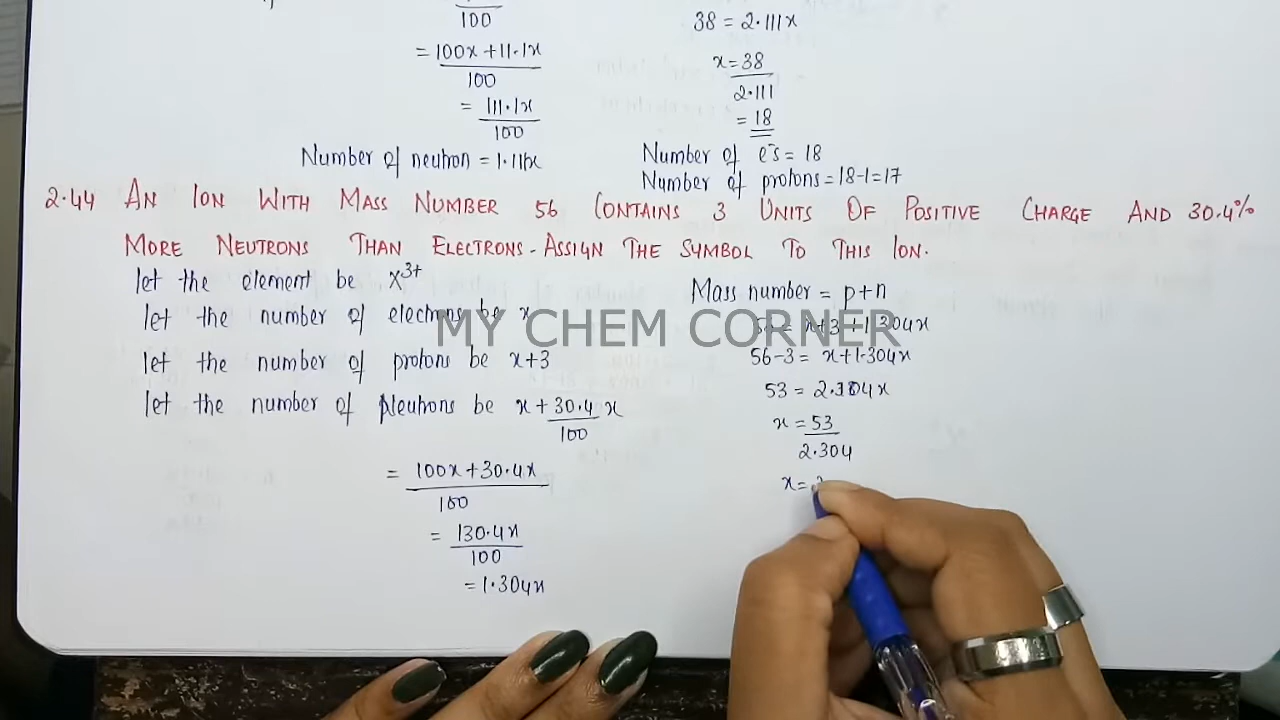 100
= 100x + 11.1x
100
= 111.1x
100
Number of neutron = 1.111x
38 = 2.111x
x = 38
2.111
= 18
Number of e⁻s = 18
Number of protons = 18-1 = 17
2.44 AN ION WITH MASS NUMBER 56 CONTAINS 3 UNITS OF POSITIVE CHARGE AND 30.4%
MORE NEUTRONS THAN ELECTRONS. ASSIGN THE SYMBOL TO THIS ION.
let the element be X³⁺
let the number of electrons be x
let the number of protons be x+3
let the number of Neutrons be x + 30.4 x
100
= 100x + 30.4x
100
= 130.4x
100
= 1.304x
Mass number = p+n
56 = x+3+1.304x
56-3 = x+1.304x
53 = 2.304x
x = 53
2.304
x =
MY CHEM CORNER